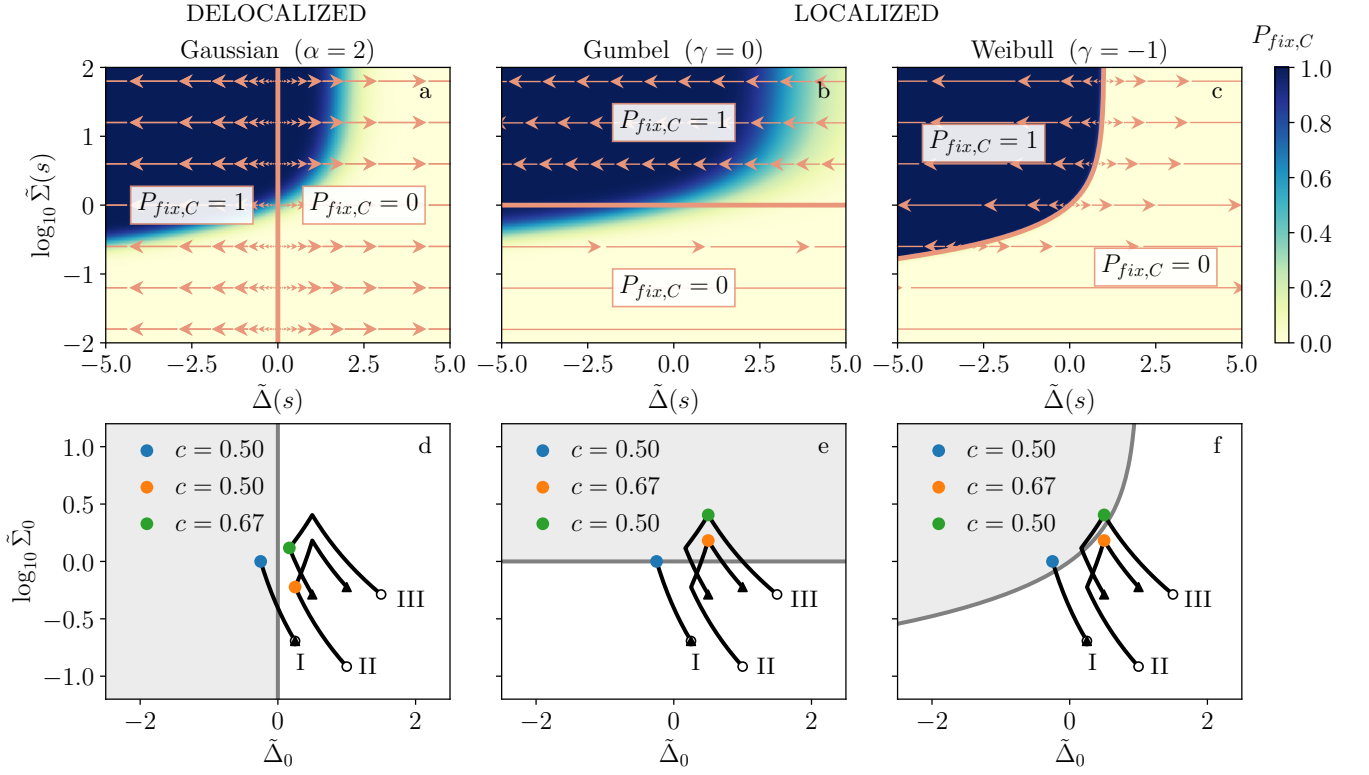 DELOCALIZED LOCALIZED
Gaussian (α = 2) Gumbel (γ = 0) Weibull (γ = −1) P_{fix,C}
2 a b c 1.0
1 P_{fix,C} = 1 P_{fix,C} = 1 0.8
log₁₀ Σ̃(s) 0 P_{fix,C} = 1 P_{fix,C} = 0 0.6
−1 P_{fix,C} = 0 P_{fix,C} = 0 0.4
0.2
−2 0.0
−5.0 −2.5 0.0 2.5 5.0 −5.0 −2.5 0.0 2.5 5.0 −5.0 −2.5 0.0 2.5 5.0
Δ̃(s) Δ̃(s) Δ̃(s)
1.0 c = 0.50 d c = 0.50 e c = 0.50 f
0.5 c = 0.50 c = 0.67 c = 0.67
c = 0.67 c = 0.50 c = 0.50
log₁₀ Σ̃₀ 0.0
−0.5 III III III
−1.0 I II I II I II
−2 0 2 −2 0 2 −2 0 2
Δ̃₀ Δ̃₀ Δ̃₀